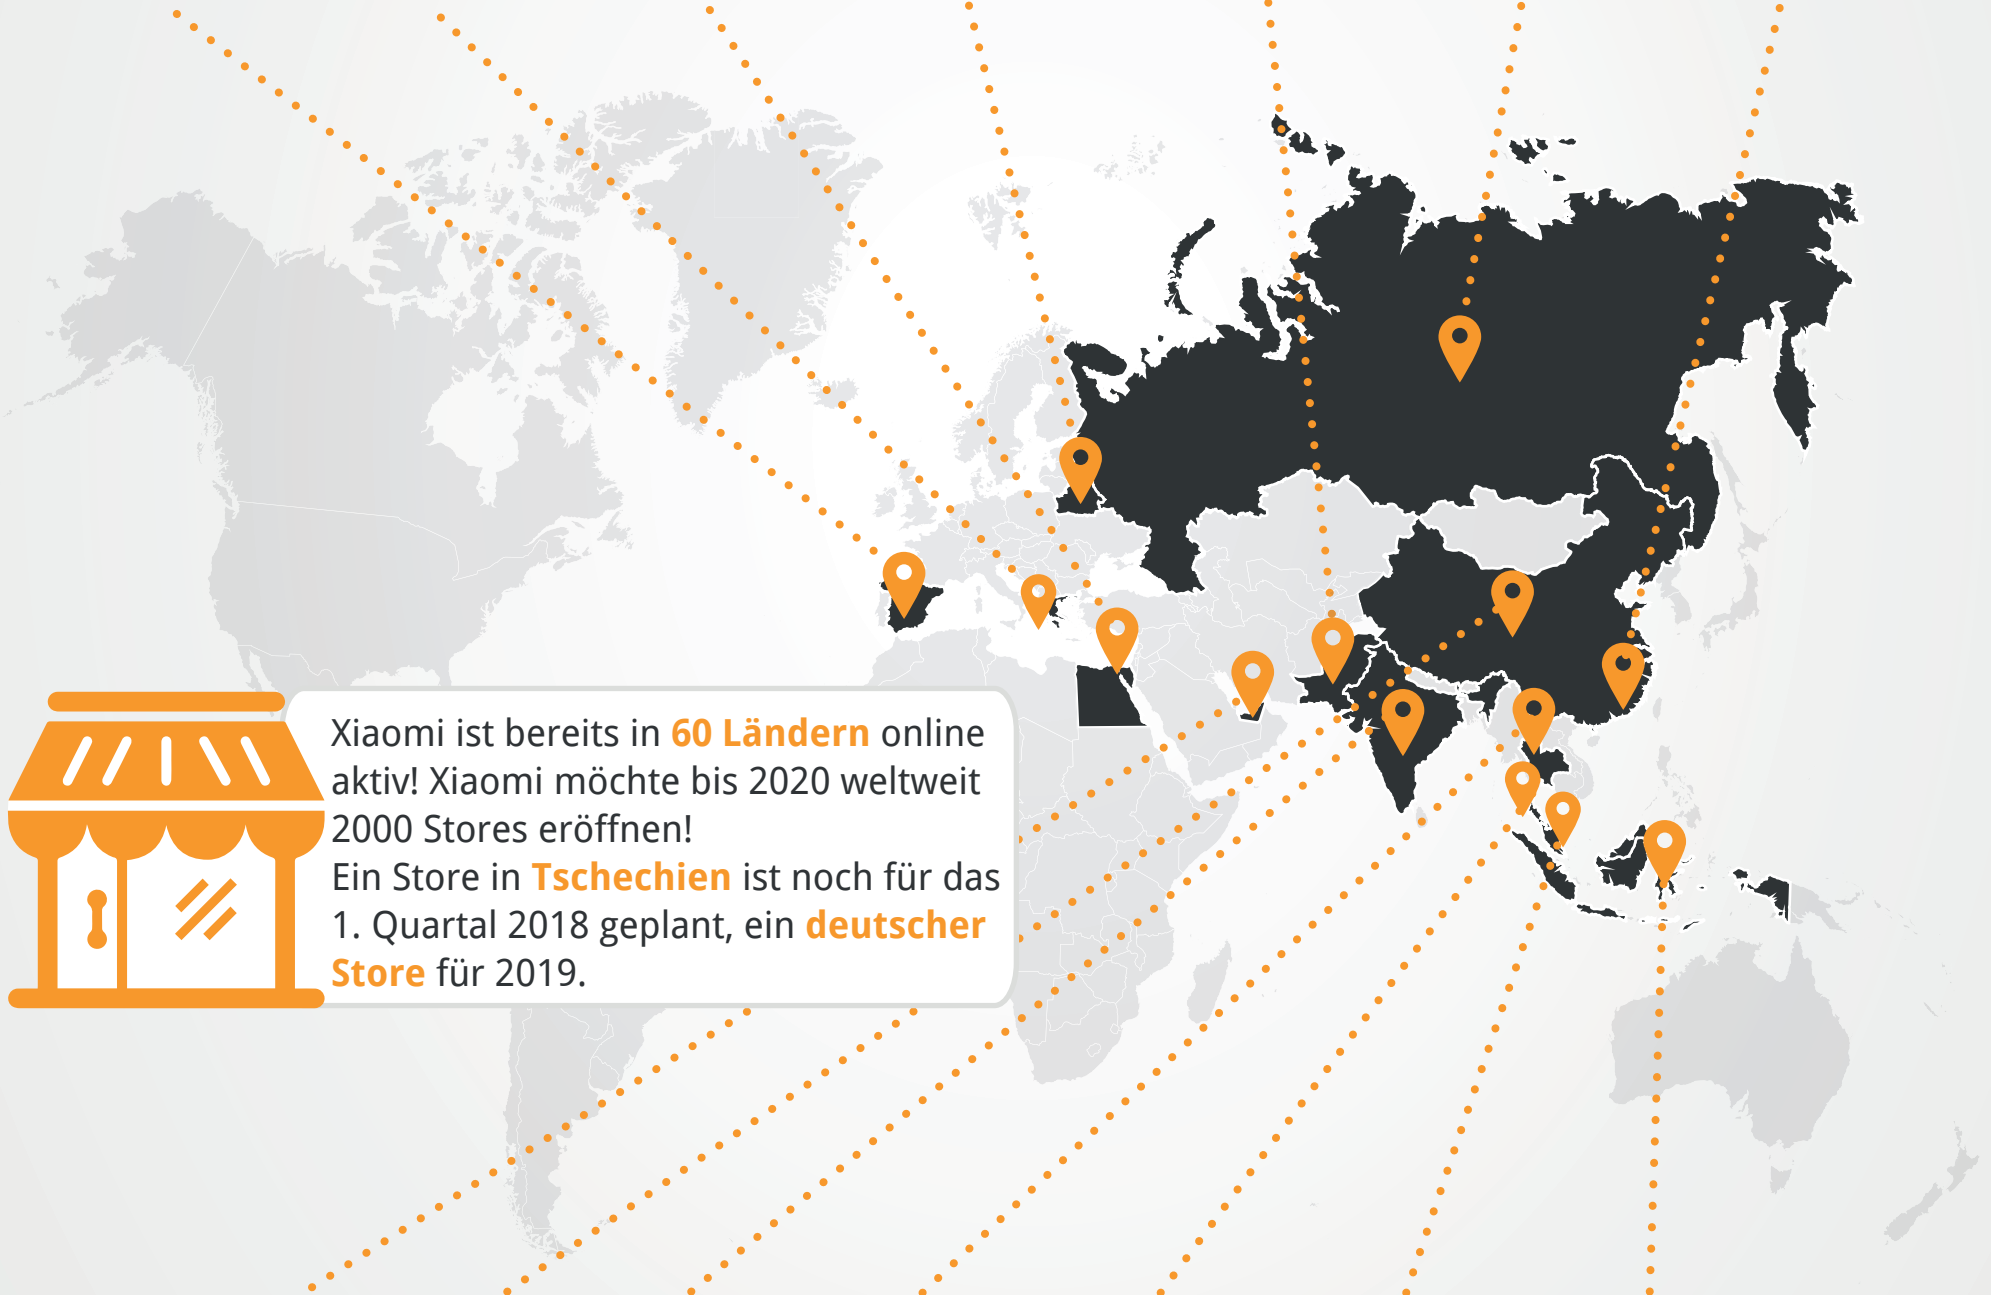 Xiaomi ist bereits in 60 Ländern online
aktiv! Xiaomi möchte bis 2020 weltweit
2000 Stores eröffnen!
Ein Store in Tschechien ist noch für das
1. Quartal 2018 geplant, ein deutscher
Store für 2019.